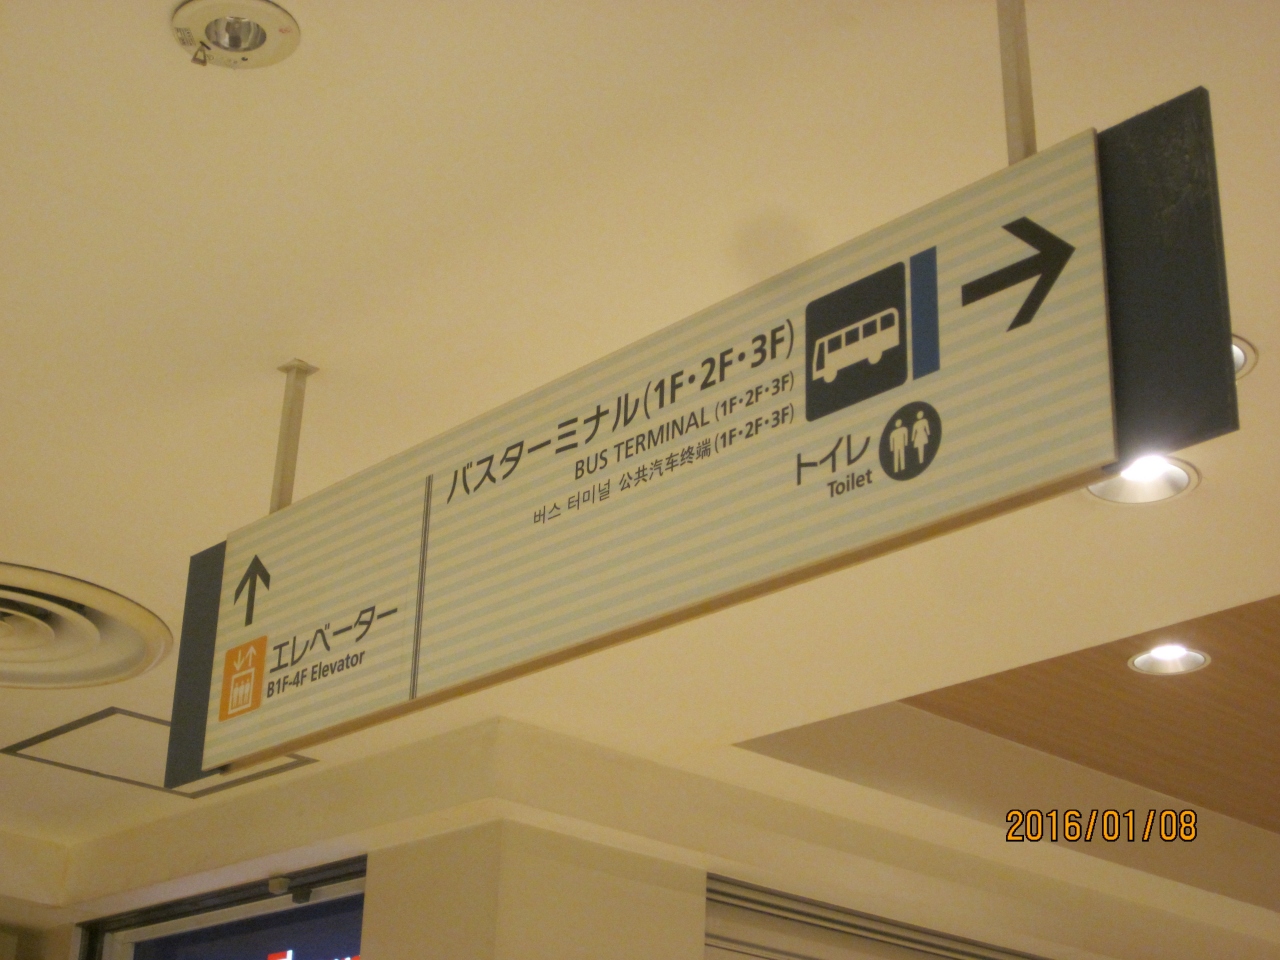 エレベーター
B1F-4F Elevator
バスターミナル(1F・2F・3F)
BUS TERMINAL (1F・2F・3F)
버스 터미널 公共汽车终端(1F・2F・3F)
トイレ
Toilet
2016/01/08